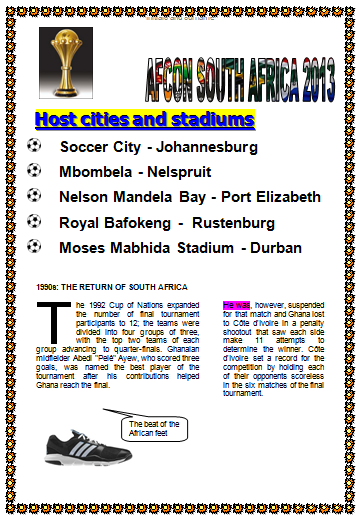 AFCON SOUTH AFRICA 2013
Host cities and stadiums
Soccer City - Johannesburg
Mbombela - Nelspruit
Nelson Mandela Bay - Port Elizabeth
Royal Bafokeng - Rustenburg
Moses Mabhida Stadium - Durban
1990s: THE RETURN OF SOUTH AFRICA
The 1992 Cup of Nations expanded
the number of final tournament
participants to 12; the teams were
divided into four groups of three,
with the top two teams of each
group advancing to quarter-finals. Ghanaian
midfielder Abedi "Pelé" Ayew, who scored three
goals, was named the best player of the
tournament after his contributions helped
Ghana reach the final.
He was, however, suspended
for that match and Ghana lost
to Côte d'Ivoire in a penalty
shootout that saw each side
make 11 attempts to
determine the winner. Côte
d'Ivoire set a record for the
competition by holding each
of their opponents scoreless
in the six matches of the final
tournament.
The beat of the
African feet